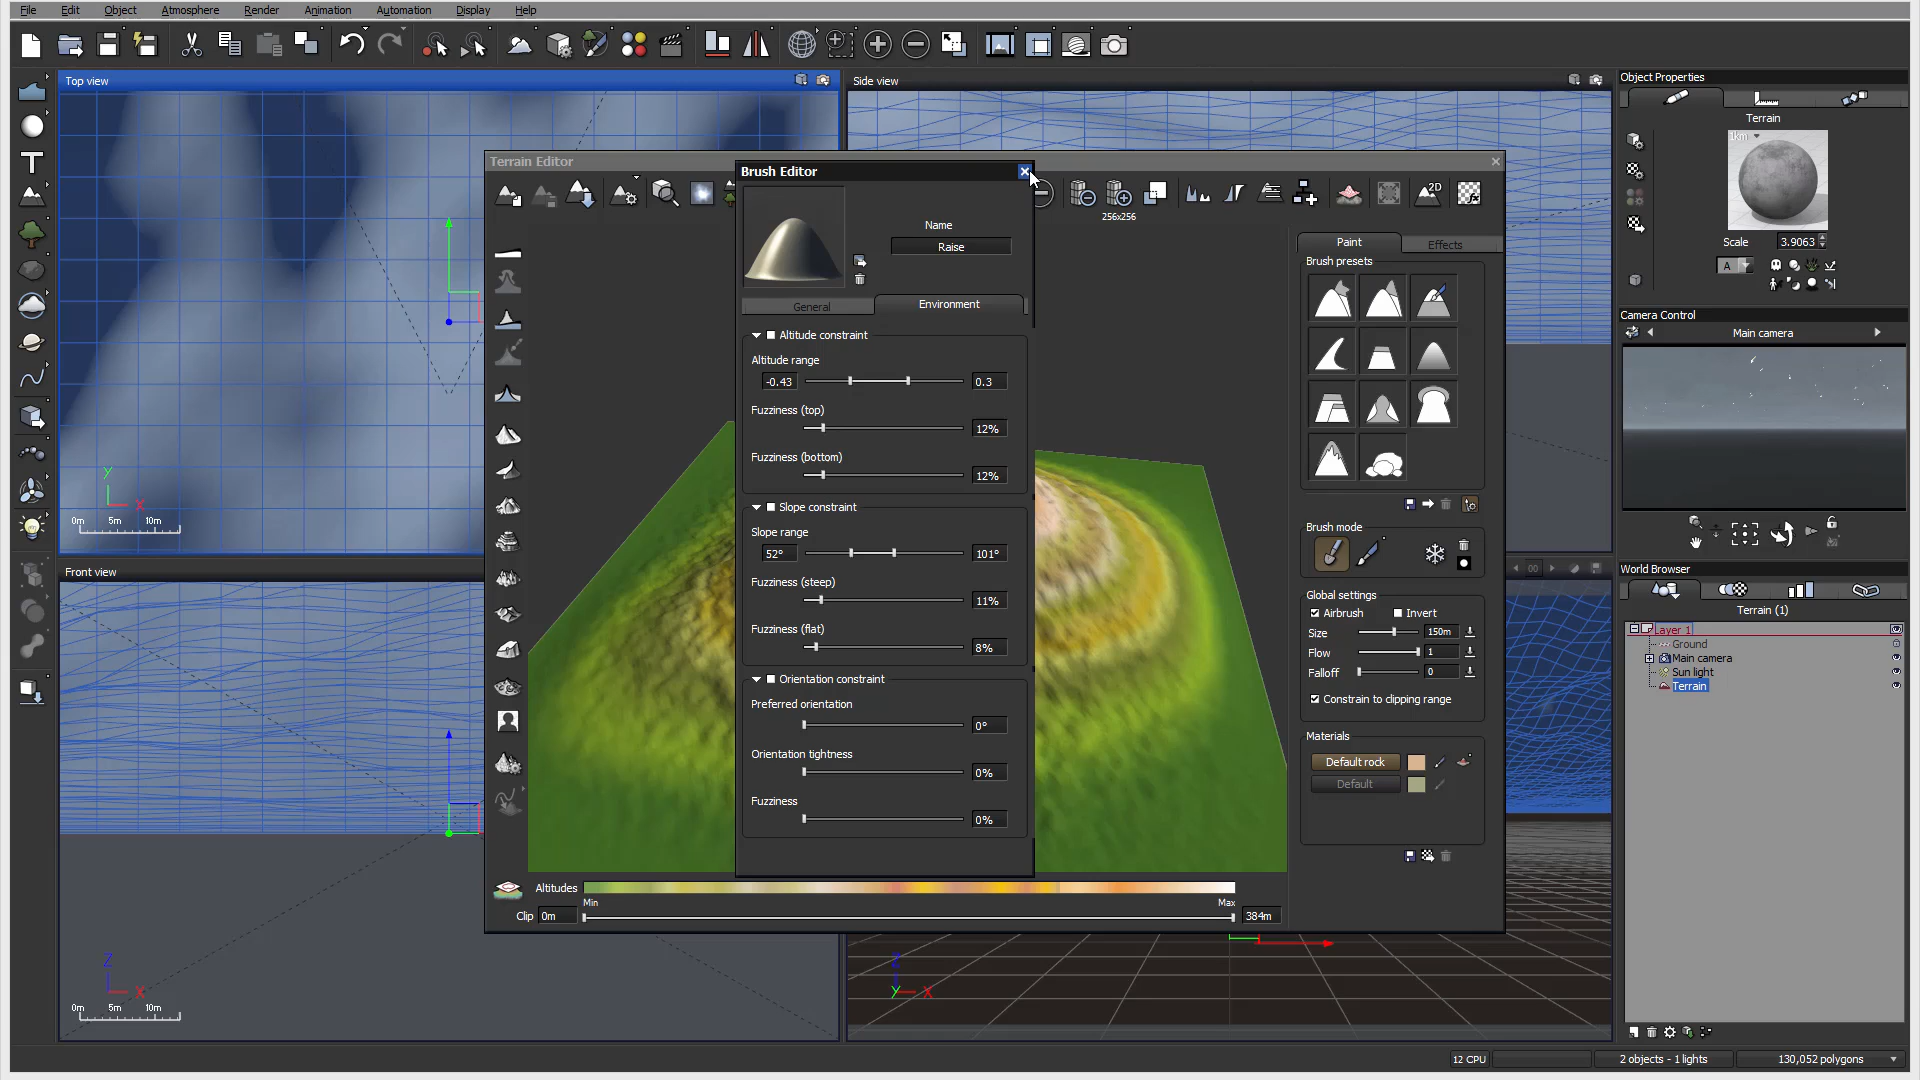 File Edit Object Atmosphere Render Animation Automation Display Help
Top view
Side view
Object Properties
Terrain
1km
Scale 3.9063
A
Camera Control
Main camera
Terrain Editor
256x256
Brush Editor
Name
Raise
General Environment
Altitude constraint
Altitude range
-0.43 0.3
Fuzziness (top)
12%
Fuzziness (bottom)
12%
Slope constraint
Slope range
52° 101°
Fuzziness (steep)
11%
Fuzziness (flat)
8%
Orientation constraint
Preferred orientation
0°
Orientation tightness
0%
Fuzziness
0%
2D
Paint Effects
Brush presets
Brush mode
Global settings
Airbrush Invert
Size 150m
Flow 1
Falloff 0
Constrain to clipping range
Materials
Default rock
Default
Altitudes
Min Max
Clip 0m 384m
Y
X
0m 5m 10m
Front view
Z
X
0m 5m 10m
Z
Y X
00
World Browser
Terrain (1)
Layer 1
Ground
Main camera
Sun light
Terrain
12 CPU
2 objects - 1 lights
130,052 polygons